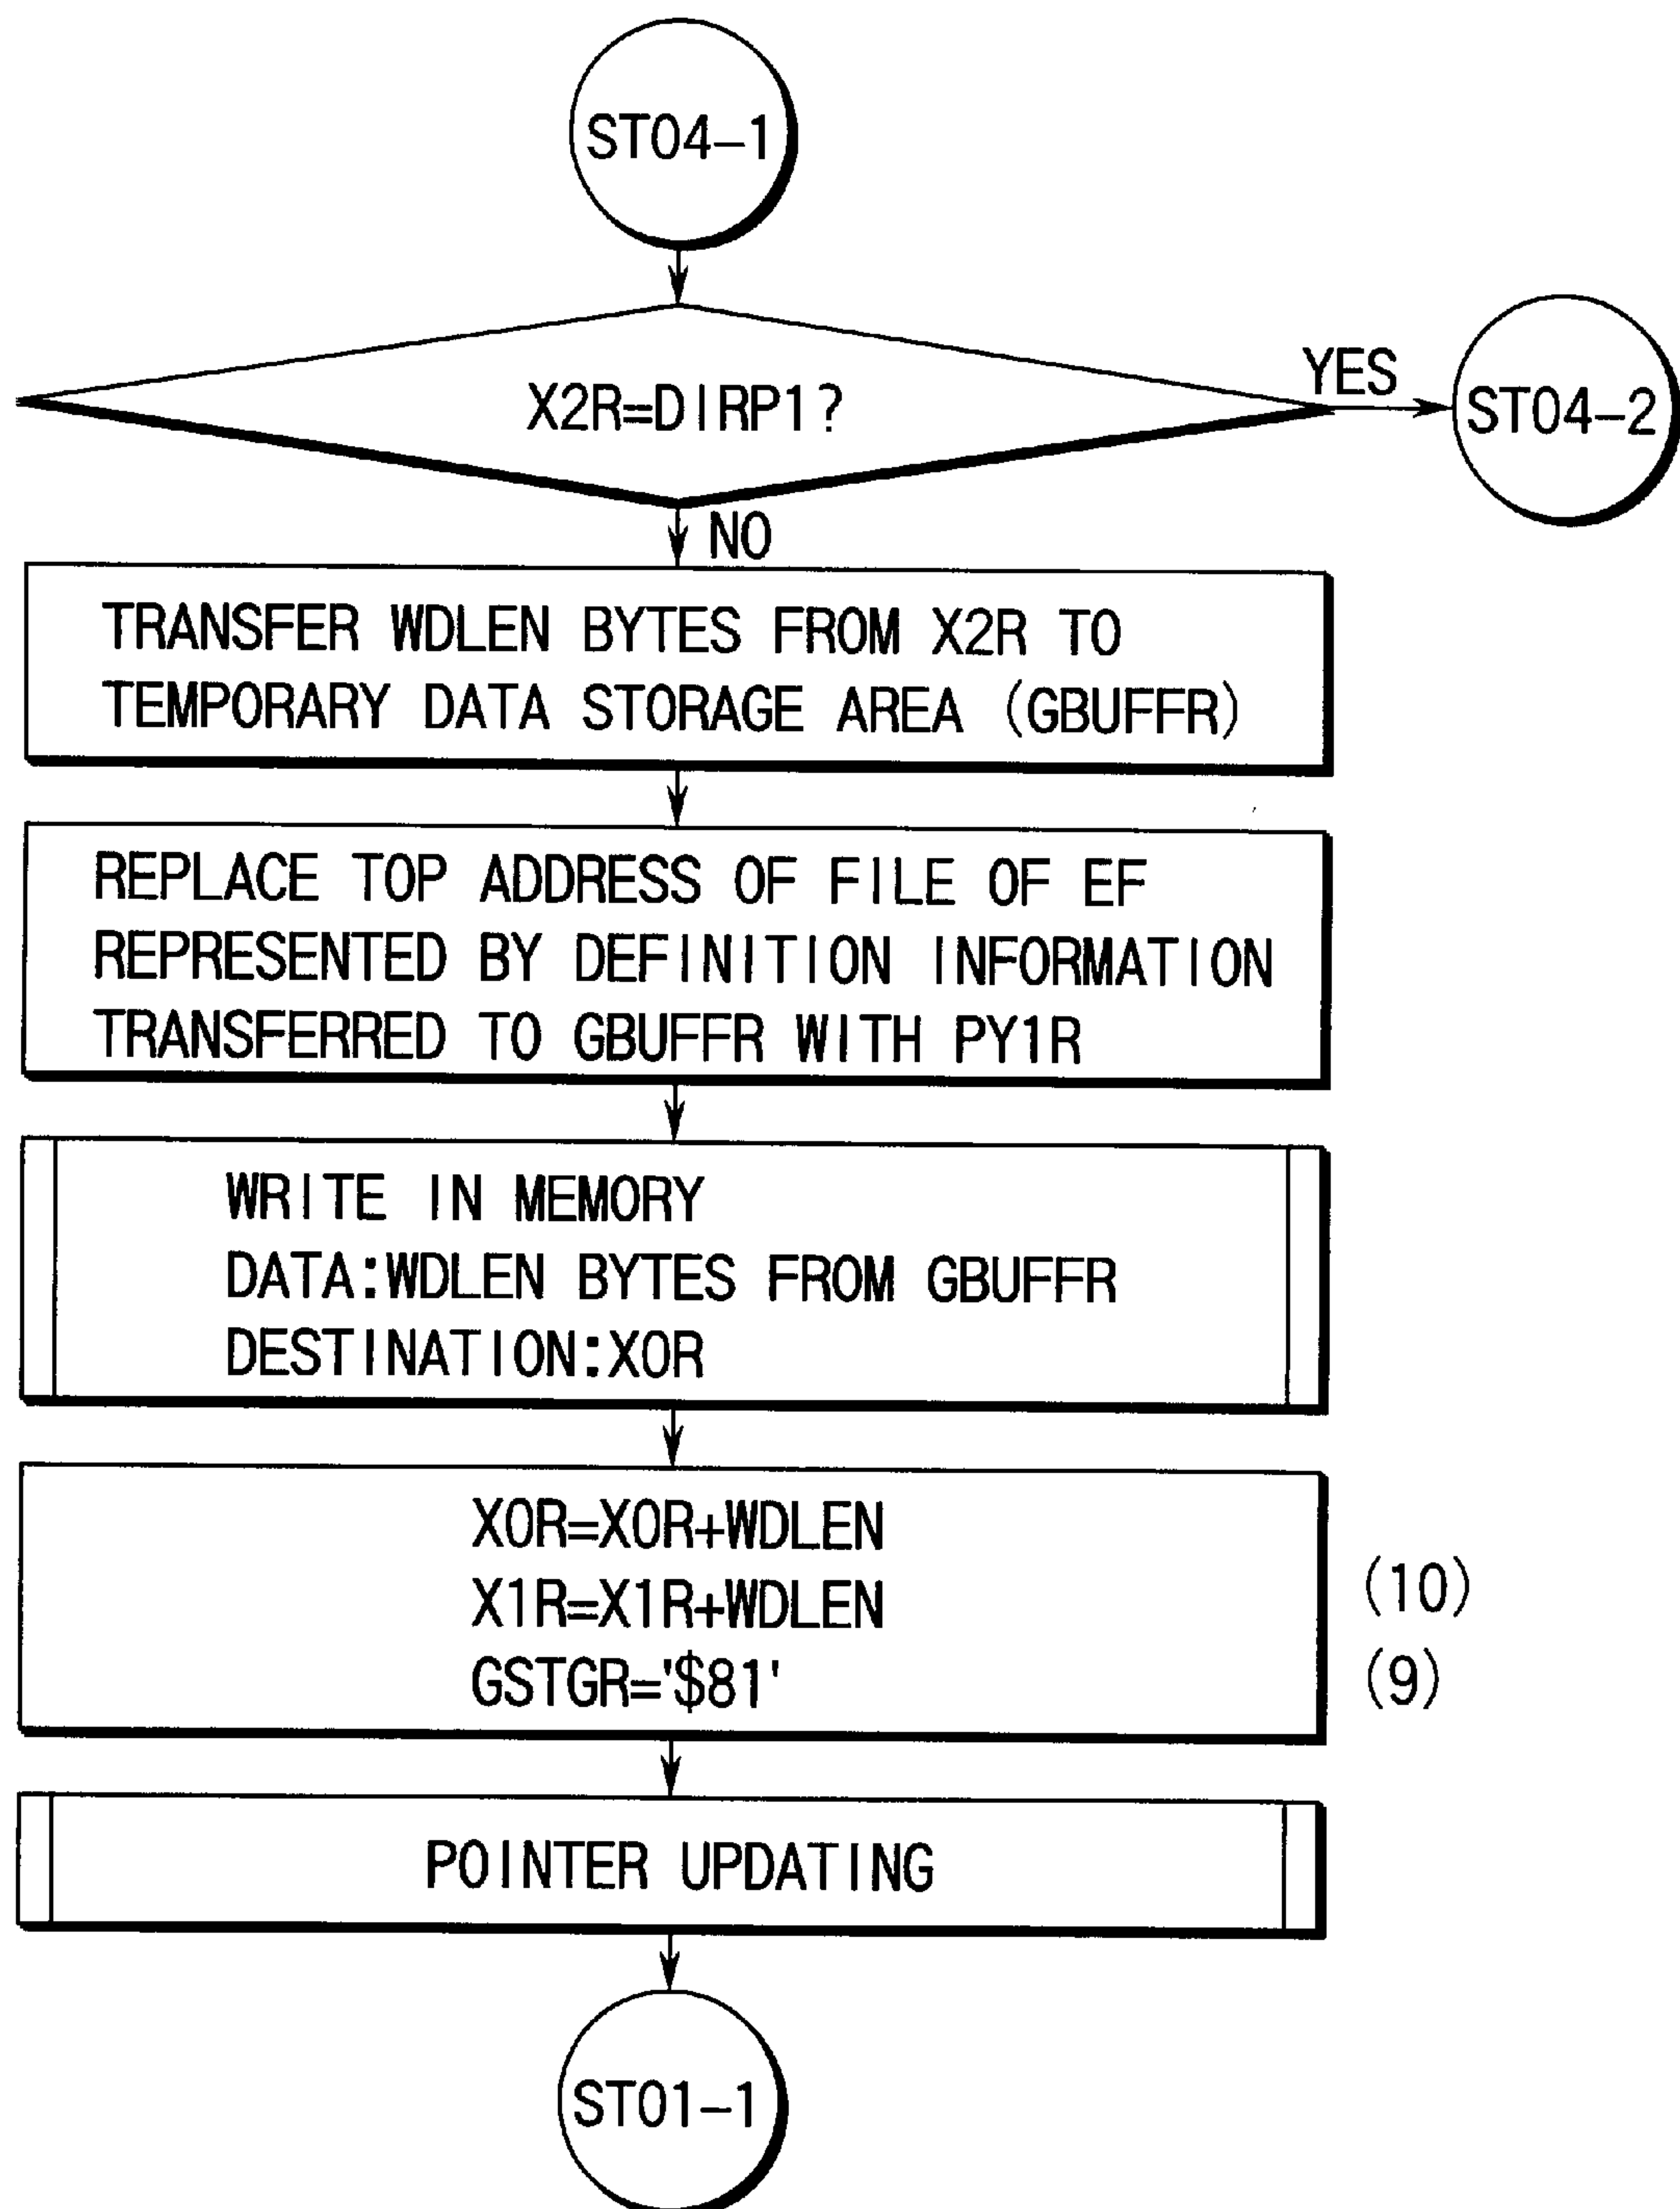 ST04-1
X2R=DIRP1?
YES
ST04-2
NO
TRANSFER WDLEN BYTES FROM X2R TO
TEMPORARY DATA STORAGE AREA (GBUFFR)
REPLACE TOP ADDRESS OF FILE OF EF
REPRESENTED BY DEFINITION INFORMATION
TRANSFERRED TO GBUFFR WITH PY1R
WRITE IN MEMORY
DATA:WDLEN BYTES FROM GBUFFR
DESTINATION:X0R
X0R=X0R+WDLEN
X1R=X1R+WDLEN
(10)
GSTGR='$81'
(9)
POINTER UPDATING
ST01-1